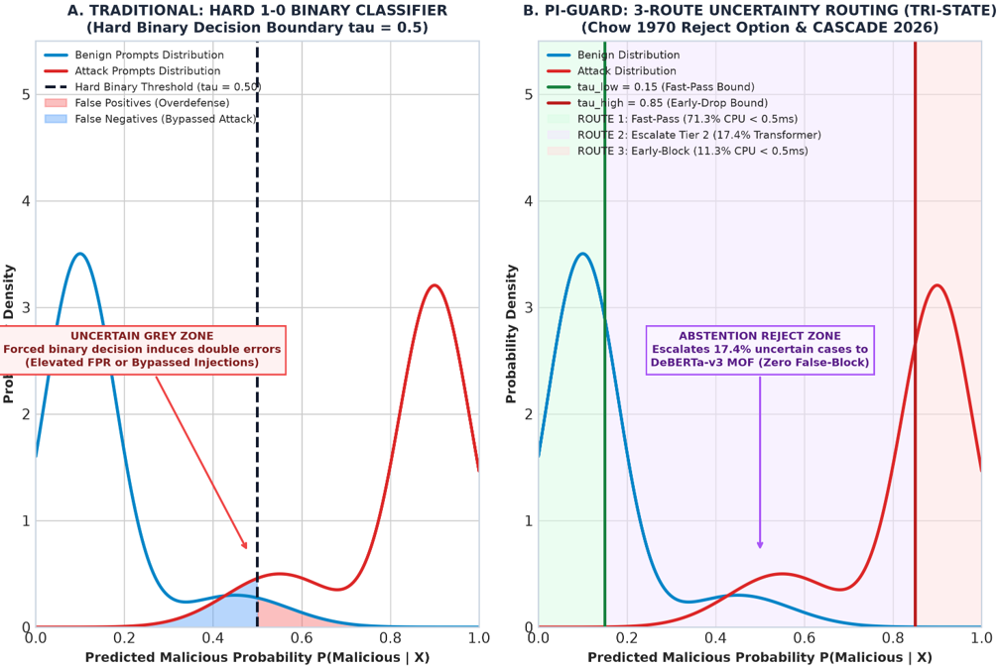 A. TRADITIONAL: HARD 1-0 BINARY CLASSIFIER
(Hard Binary Decision Boundary tau = 0.5)
Benign Prompts Distribution
Attack Prompts Distribution
Hard Binary Threshold (tau = 0.50)
False Positives (Overdefense)
False Negatives (Bypassed Attack)
5
4
3
2
1
0
Density
UNCERTAIN GREY ZONE
Forced binary decision induces double errors
(Elevated FPR or Bypassed Injections)
0.0 0.2 0.4 0.6 0.8 1.0
Predicted Malicious Probability P(Malicious | X)
B. PI-GUARD: 3-ROUTE UNCERTAINTY ROUTING (TRI-STATE)
(Chow 1970 Reject Option & CASCADE 2026)
Benign Distribution
Attack Distribution
tau_low = 0.15 (Fast-Pass Bound)
tau_high = 0.85 (Early-Drop Bound)
ROUTE 1: Fast-Pass (71.3% CPU < 0.5ms)
ROUTE 2: Escalate Tier 2 (17.4% Transformer)
ROUTE 3: Early-Block (11.3% CPU < 0.5ms)
5
4
3
2
1
0
Probability Density
ABSTENTION REJECT ZONE
Escalates 17.4% uncertain cases to
DeBERTa-v3 MOF (Zero False-Block)
0.0 0.2 0.4 0.6 0.8 1.0
Predicted Malicious Probability P(Malicious | X)